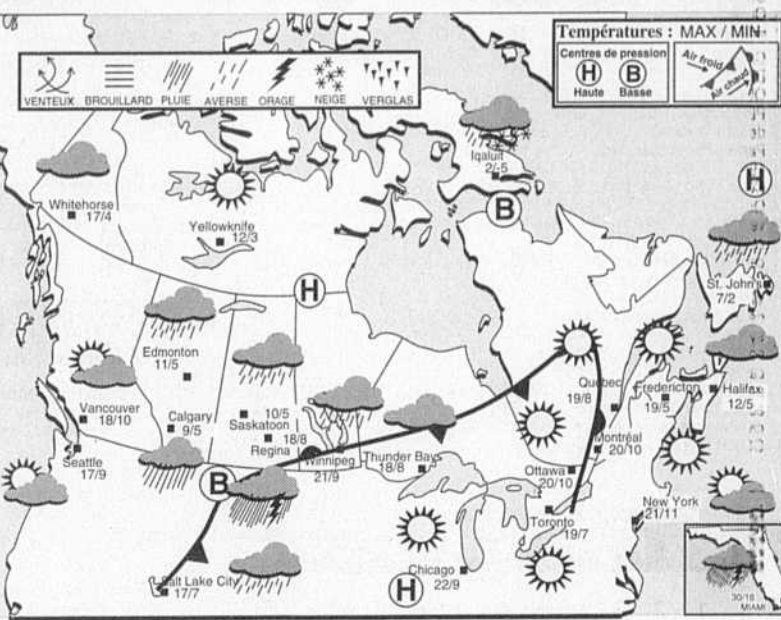 Températures : MAX / MIN
Centres de pression
H
Haute
B
Basse
Air froid
Air chaud
VENTEUX BROUILLARD PLUIE AVERSE ORAGE NEIGE VERGLAS
Iqaluit
2/-5
H
B
Whitehorse
17/4
Yellowknife
12/3
H
St. John's
7/2
Edmonton
11/5
Vancouver
18/10
Calgary
9/5
10/5
Saskatoon
18/8
Regina
Winnipeg
21/9
Thunder Bay
18/8
Québec
19/8
Fredericton
19/5
Halifax
12/5
Montréal
20/10
Ottawa
20/10
Seattle
17/9
B
Toronto
19/7
New York
21/11
Salt Lake City
17/7
Chicago
22/9
H
MIAMI